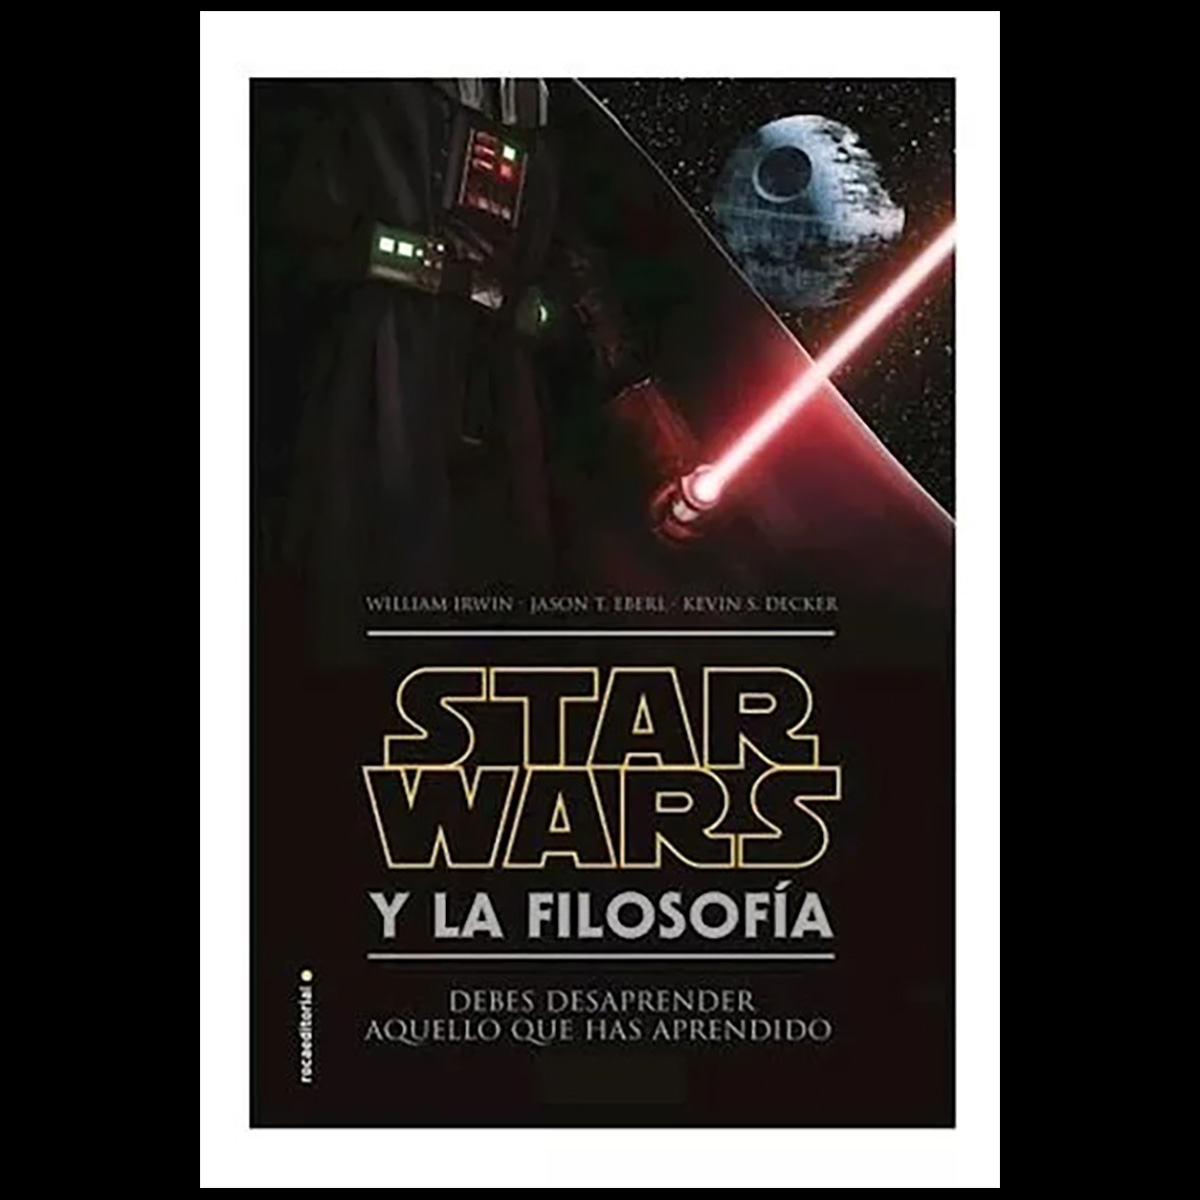 WILLIAM IRWIN · JASON T. EBERL · KEVIN S. DECKER
STAR
WARS
Y LA FILOSOFÍA
DEBES DESAPRENDER
AQUELLO QUE HAS APRENDIDO
rocaeditorial